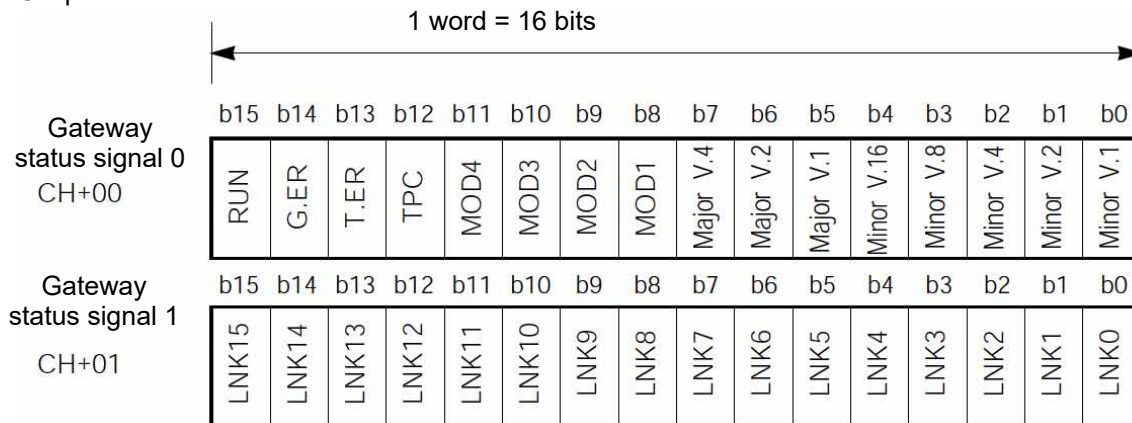 1 word = 16 bits
b15 b14 b13 b12 b11 b10 b9 b8 b7 b6 b5 b4 b3 b2 b1 b0
Gateway
status signal 0
CH+00
RUN G.ER T.ER TPC MOD4 MOD3 MOD2 MOD1 Major V.4 Major V.2 Major V.1 Minor V.16 Minor V.8 Minor V.4 Minor V.2 Minor V.1
b15 b14 b13 b12 b11 b10 b9 b8 b7 b6 b5 b4 b3 b2 b1 b0
Gateway
status signal 1
CH+01
LNK15 LNK14 LNK13 LNK12 LNK11 LNK10 LNK9 LNK8 LNK7 LNK6 LNK5 LNK4 LNK3 LNK2 LNK1 LNK0